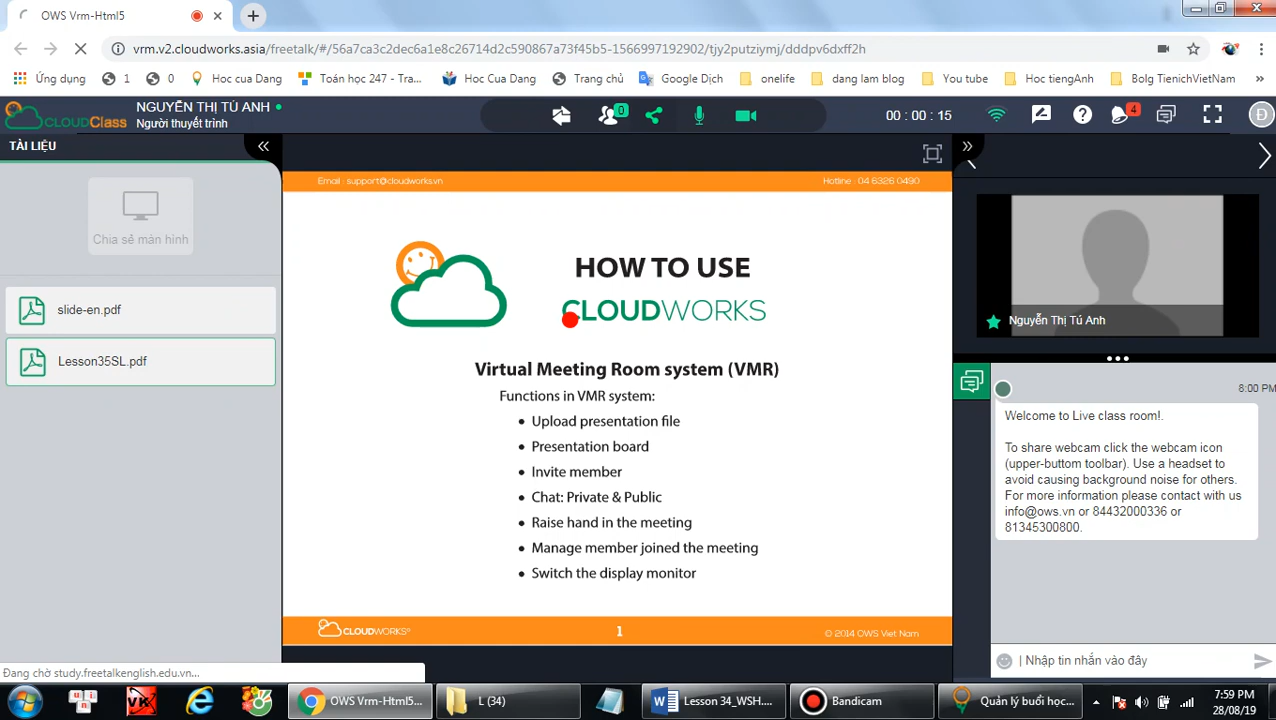 OWS Vrm-Html5
vrm.v2.cloudworks.asia/freetalk/#/56a7ca3c2dec6a1e8c26714d2c590867a73f45b5-1566997192902/tjy2putziymj/dddpv6dxff2h
Ứng dụng 1 0 Hoc cua Dang Toán học 247 - Tra... Học Cua Dang Trang chủ Google Dịch onelife dang lam blog You tube Học tiengAnh Bolg TienichVietNam »
CLOUDClass
NGUYỄN THỊ TÚ ANH
Người thuyết trình
0
00 : 00 : 15
4
Đ
TÀI LIỆU
Chia sẻ màn hình
slide-en.pdf
Lesson35SL.pdf
Email : support@cloudworks.vn
Hotline : 04 6326 0490
HOW TO USE
CLOUDWORKS
Virtual Meeting Room system (VMR)
Functions in VMR system:
• Upload presentation file
• Presentation board
• Invite member
• Chat: Private & Public
• Raise hand in the meeting
• Manage member joined the meeting
• Switch the display monitor
CLOUDWORKS
1
© 2014 OWS Viet Nam
Nguyễn Thị Tú Anh
8:00 PM
Welcome to Live class room!.
To share webcam click the webcam icon
(upper-buttom toolbar). Use a headset to
avoid causing background noise for others.
For more information please contact with us
info@ows.vn or 84432000336 or
81345300800.
Nhập tin nhắn vào đây
Đang chờ study.freetalkenglish.edu.vn...
OWS Vrm-Html5... L (34) Lesson 34_WSH.... Bandicam Quản lý buổi học...
7:59 PM
28/08/19